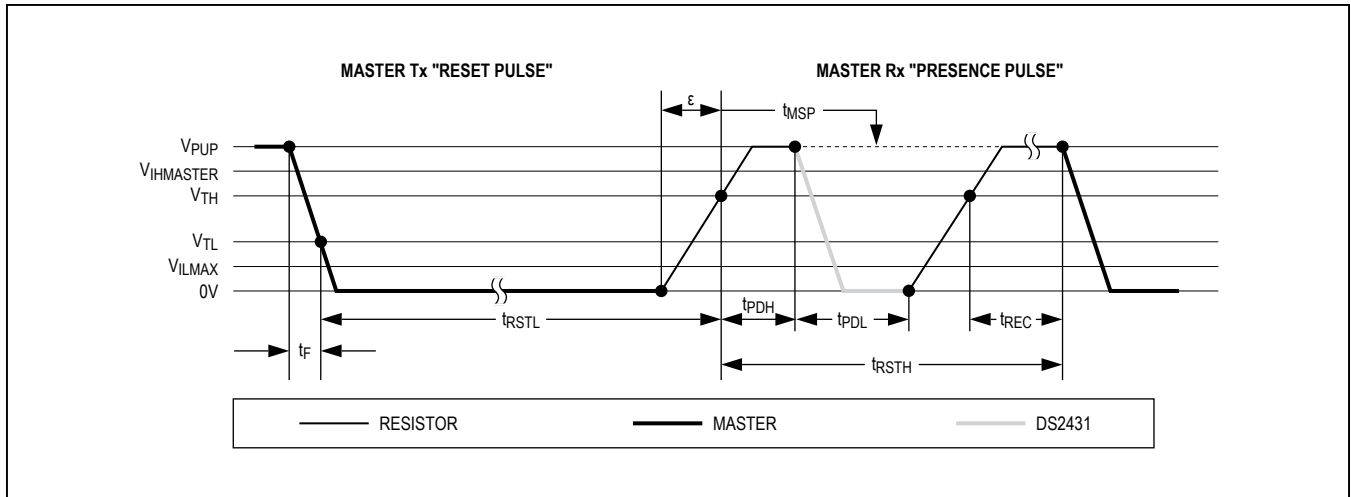 MASTER Tx "RESET PULSE" MASTER Rx "PRESENCE PULSE"
ε tMSP
VPUP
VIHMASTER
VTH
VTL
VILMAX
0V
tRSTL tPDH tPDL tREC
tF tRSTH
RESISTOR MASTER DS2431